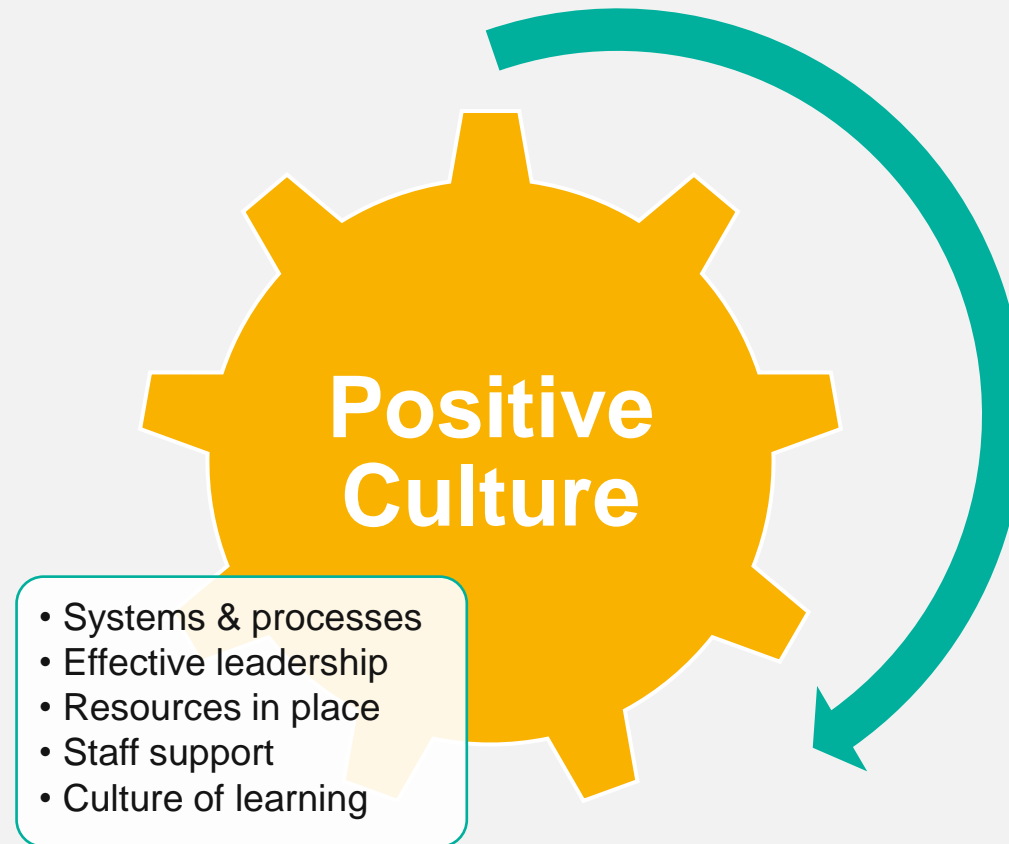 Positive
Culture
• Systems & processes
• Effective leadership
• Resources in place
• Staff support
• Culture of learning